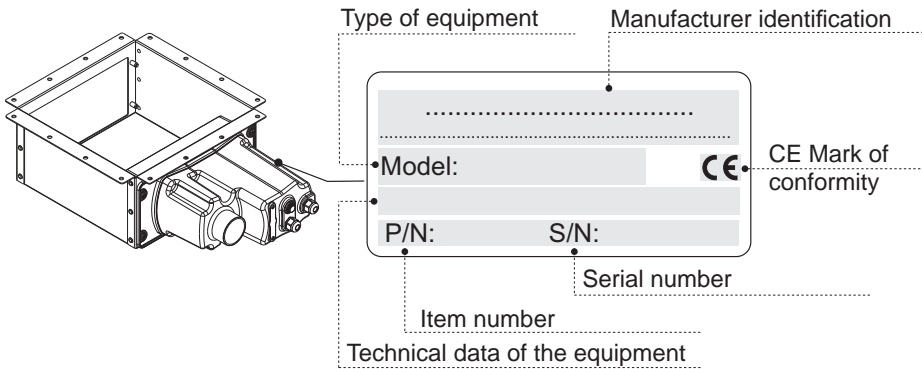 Type of equipment
Manufacturer identification
..................................
Model:
CE
CE Mark of
conformity
P/N:
S/N:
Serial number
Item number
Technical data of the equipment